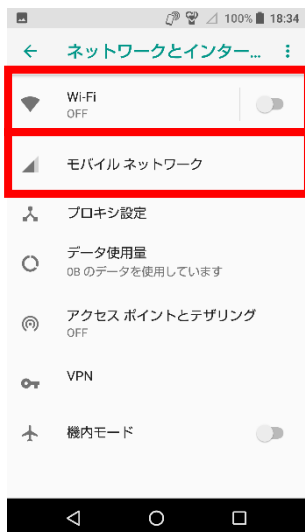 100% 18:34
ネットワークとインター...
Wi-Fi
OFF
モバイル ネットワーク
プロキシ設定
データ使用量
0B のデータを使用しています
アクセス ポイントとテザリング
OFF
VPN
機内モード